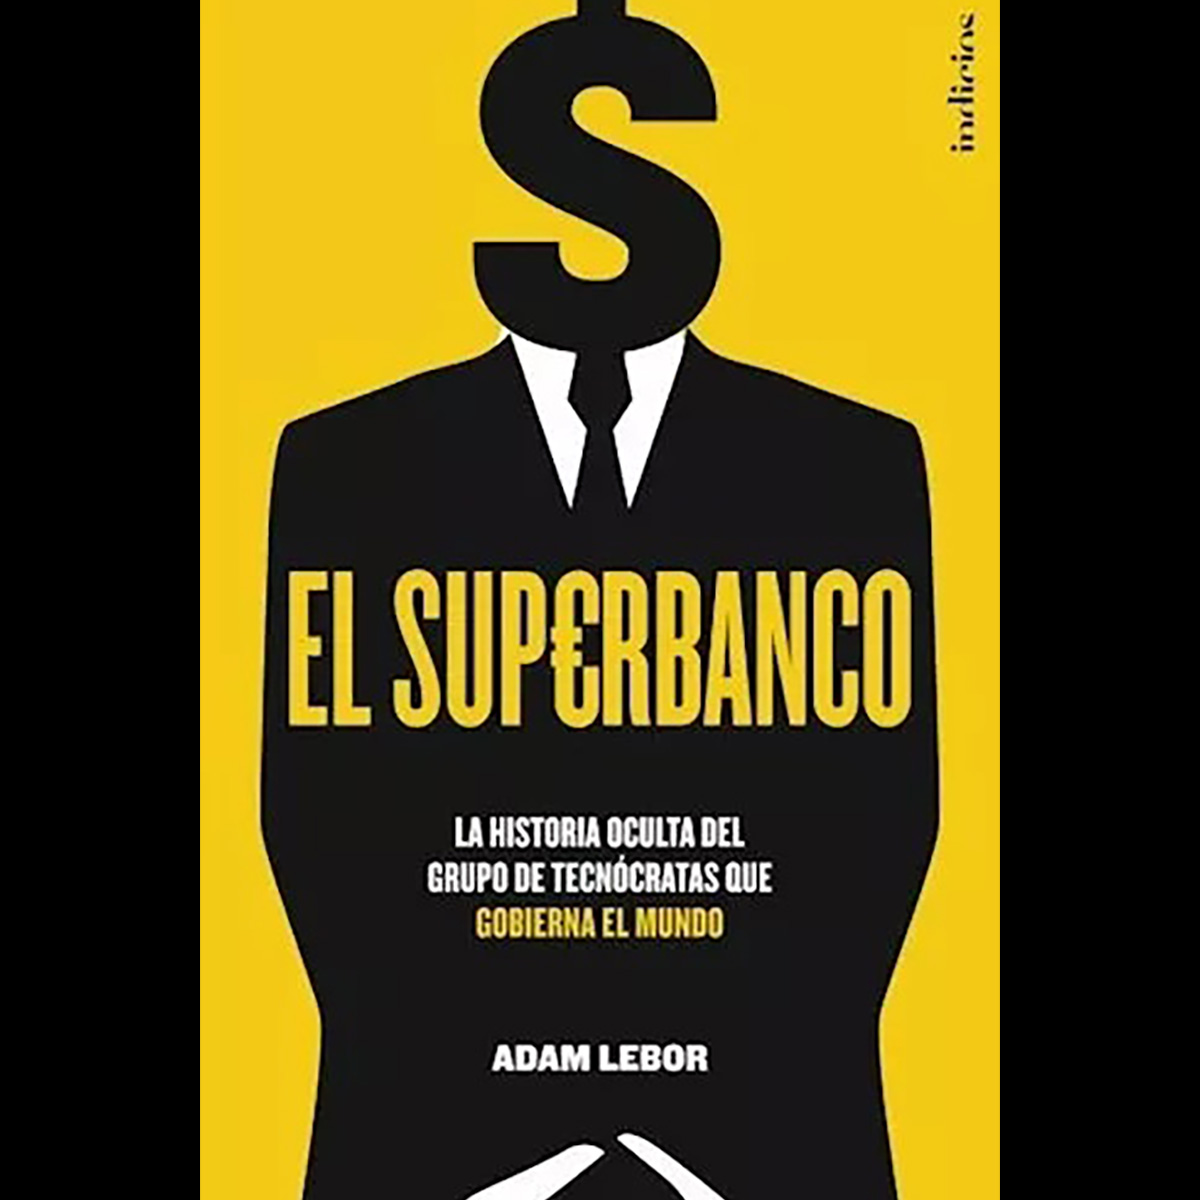 indicios
$
EL SUP€RBANCO
LA HISTORIA OCULTA DEL
GRUPO DE TECNÓCRATAS QUE
GOBIERNA EL MUNDO
ADAM LEBOR